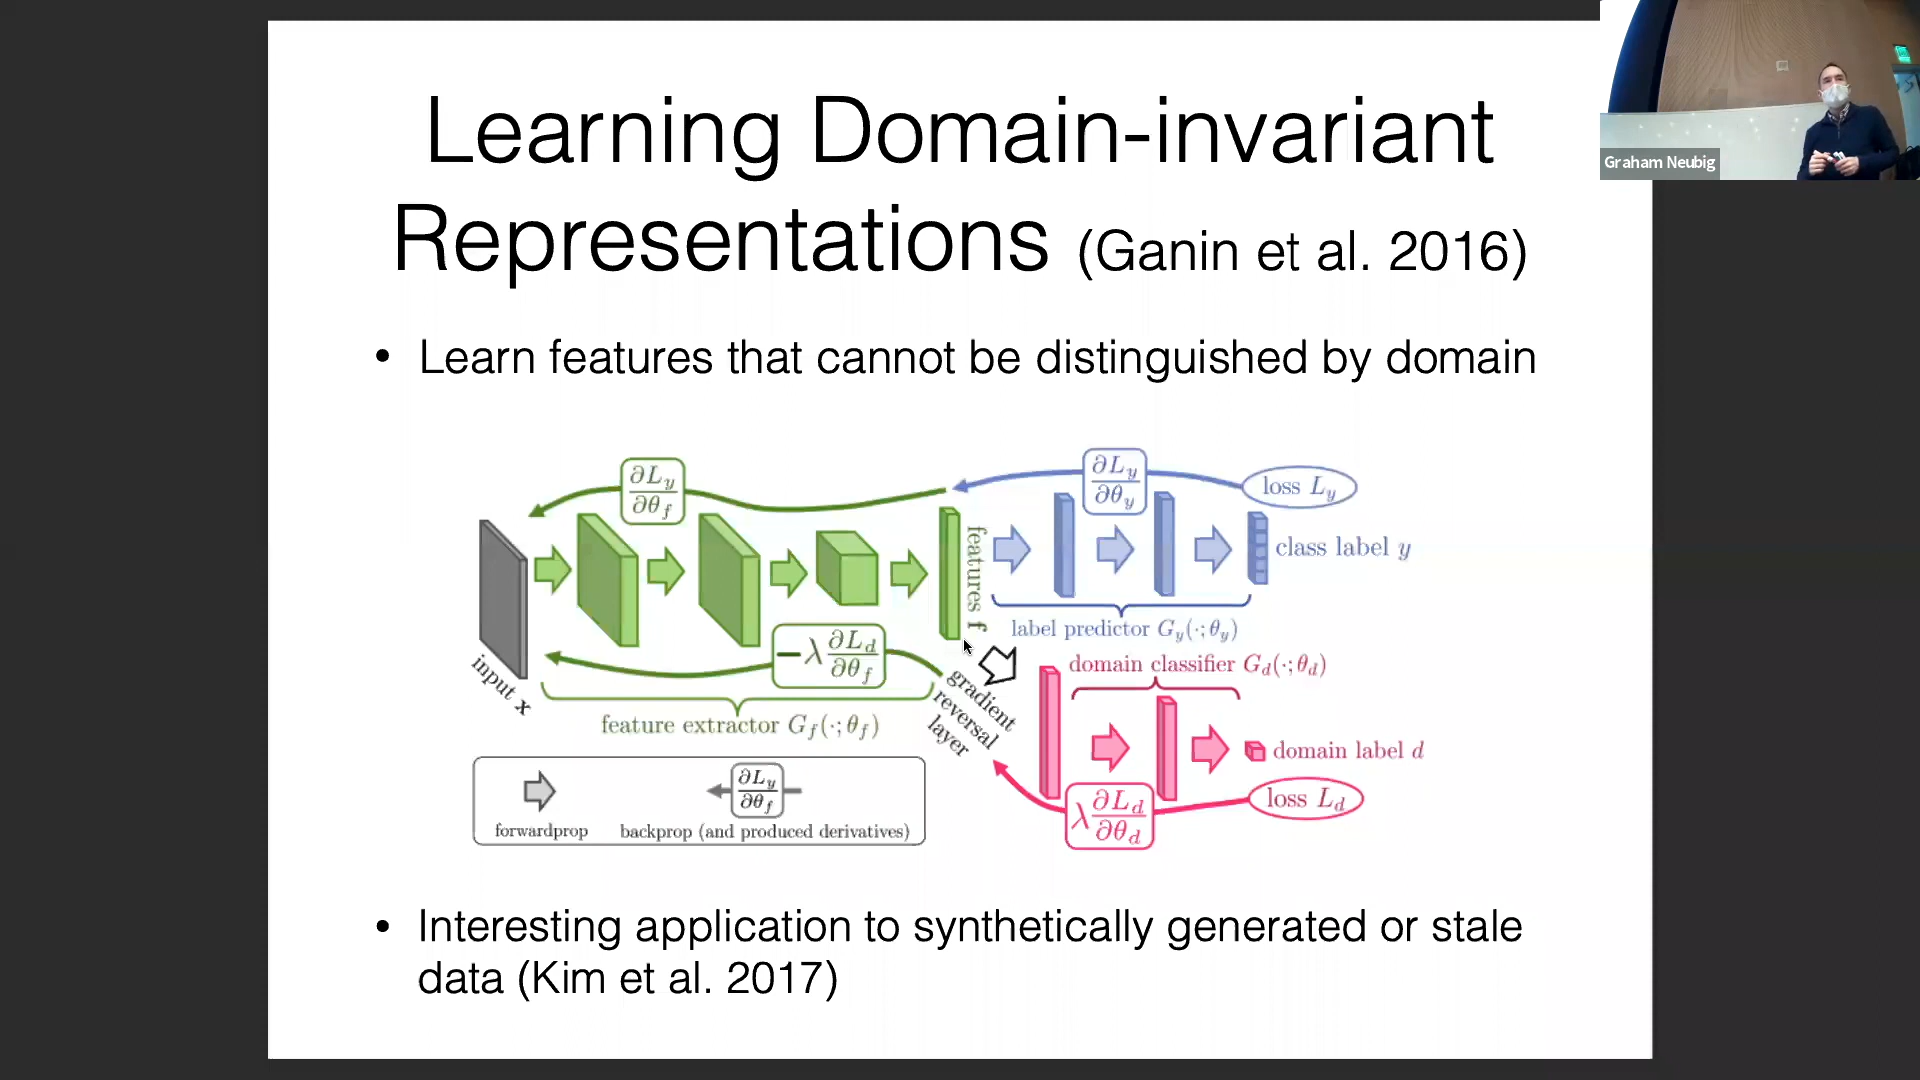 Learning Domain-invariant
Representations (Ganin et al. 2016)
Graham Neubig
• Learn features that cannot be distinguished by domain
∂L_y
∂θ_f
∂L_y
∂θ_y
loss L_y
features f
class label y
label predictor G_y(·;θ_y)
input x
−λ ∂L_d
∂θ_f
feature extractor G_f(·;θ_f)
gradient
reversal
layer
domain classifier G_d(·;θ_d)
domain label d
λ ∂L_d
∂θ_d
loss L_d
∂L_y
∂θ_f
forwardprop
backprop (and produced derivatives)
• Interesting application to synthetically generated or stale
data (Kim et al. 2017)